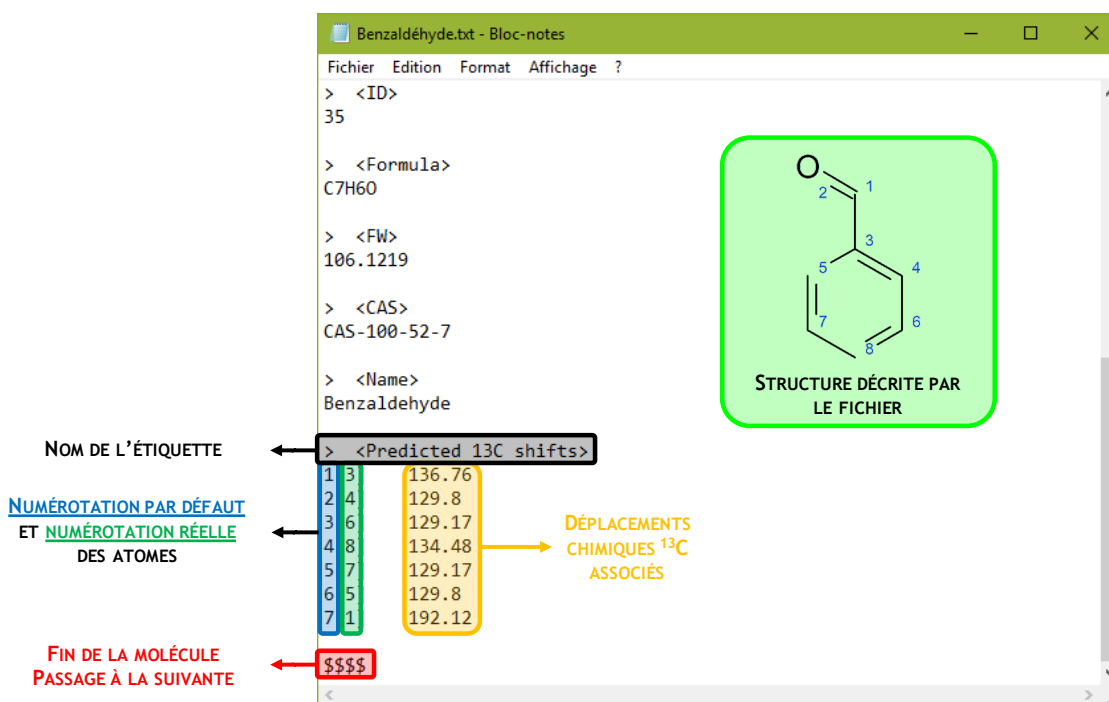 Benzaldéhyde.txt - Bloc-notes
Fichier Edition Format Affichage ?
> <ID>
35
> <Formula>
C7H6O
> <FW>
106.1219
> <CAS>
CAS-100-52-7
> <Name>
Benzaldehyde
> <Predicted 13C shifts>
1 3 136.76
2 4 129.8
3 6 129.17
4 8 134.48
5 7 129.17
6 5 129.8
7 1 192.12
$$$$
O
2
1
3
5
4
7
6
8
STRUCTURE DÉCRITE PAR
LE FICHIER
NOM DE L'ÉTIQUETTE
NUMÉROTATION PAR DÉFAUT
ET NUMÉROTATION RÉELLE
DES ATOMES
DÉPLACEMENTS
CHIMIQUES ¹³C
ASSOCIÉS
FIN DE LA MOLÉCULE
PASSAGE À LA SUIVANTE